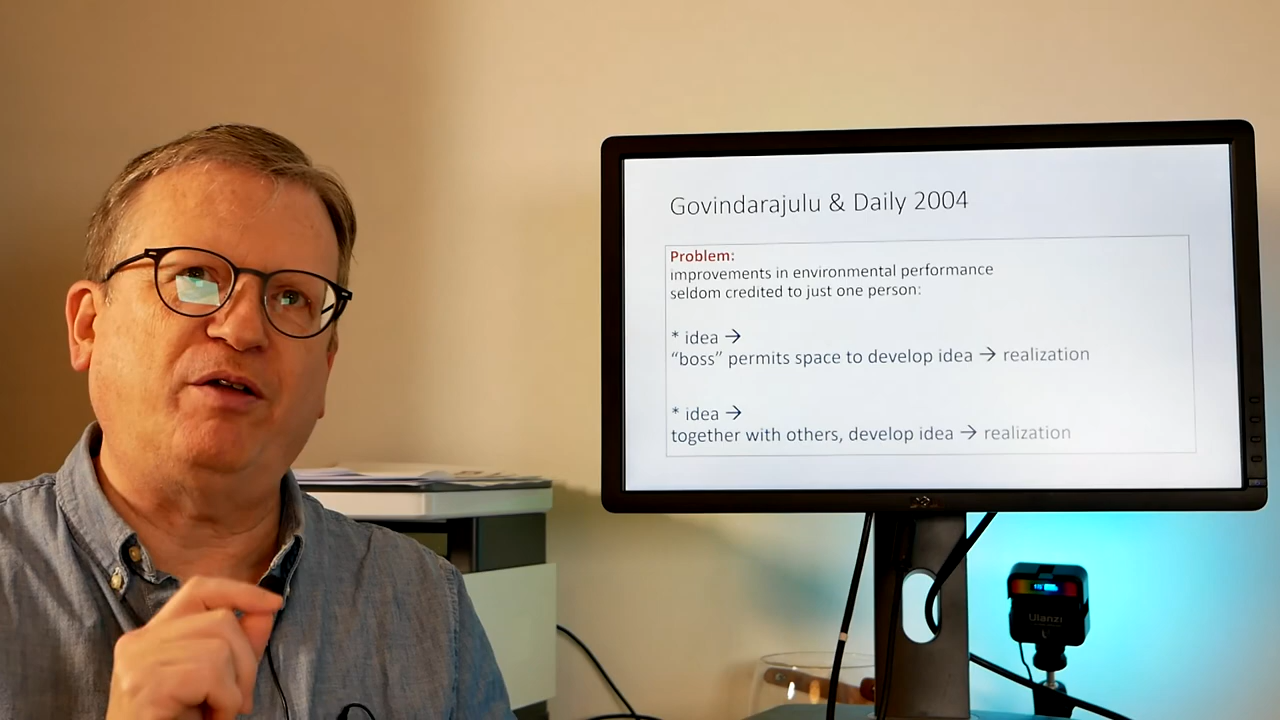 Govindarajulu & Daily 2004
Problem:
improvements in environmental performance
seldom credited to just one person:
* idea →
“boss” permits space to develop idea → realization
* idea →
together with others, develop idea → realization
Ulanzi